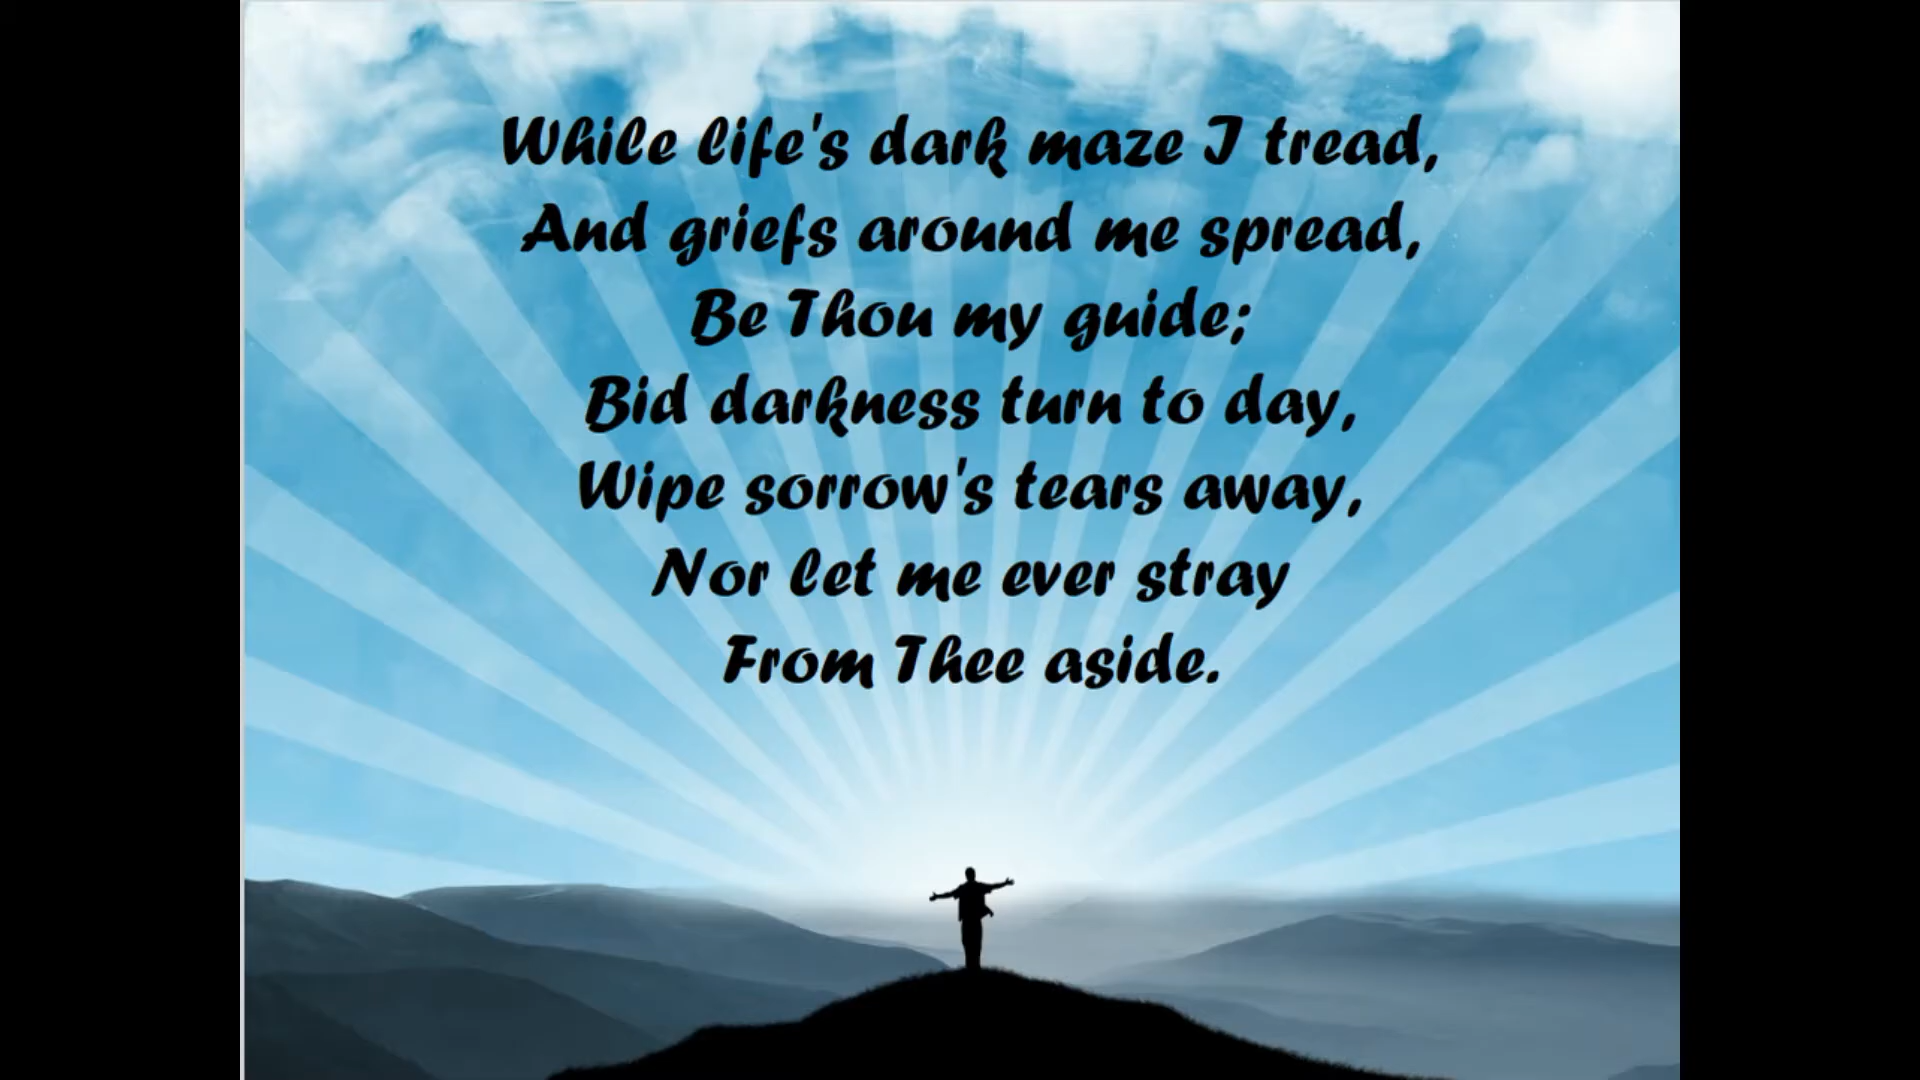 While life's dark maze I tread,
And griefs around me spread,
Be Thou my guide;
Bid darkness turn to day,
Wipe sorrow's tears away,
Nor let me ever stray
From Thee aside.